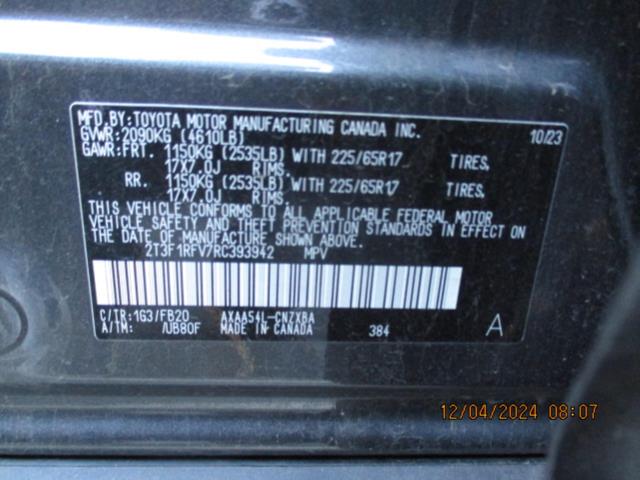 MFD.BY:TOYOTA MOTOR MANUFACTURING CANADA INC. 10/23
GVWR:2090KG (4610LB)
GAWR:FRT. 1150KG (2535LB) WITH 225/65R17 TIRES,
17X7.0J RIMS.
RR. 1150KG (2535LB) WITH 225/65R17 TIRES,
17X7.0J RIMS.
THIS VEHICLE CONFORMS TO ALL APPLICABLE FEDERAL MOTOR
VEHICLE SAFETY AND THEFT PREVENTION STANDARDS IN EFFECT ON
THE DATE OF MANUFACTURE SHOWN ABOVE.
2T3F1RFV7RC393942 MPV
C/TR:1G3/FB20 AXAA54L-CNZXBA
A/TM: /UB80F MADE IN CANADA 384 A
12/04/2024 08:07